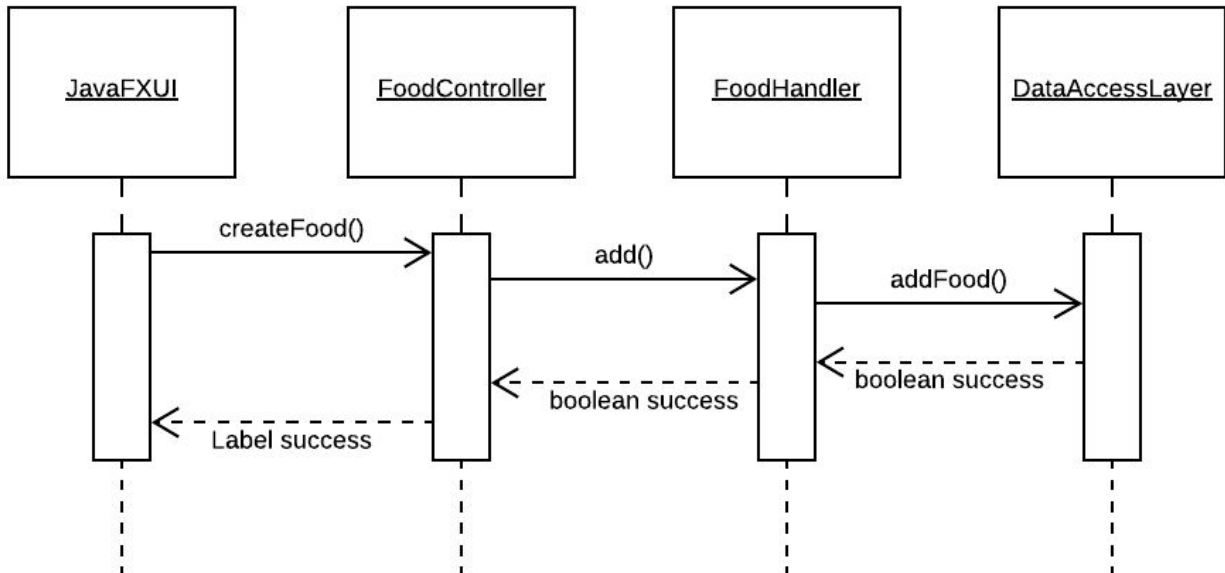 JavaFXUI
FoodController
FoodHandler
DataAccessLayer
createFood()
add()
addFood()
boolean success
boolean success
Label success